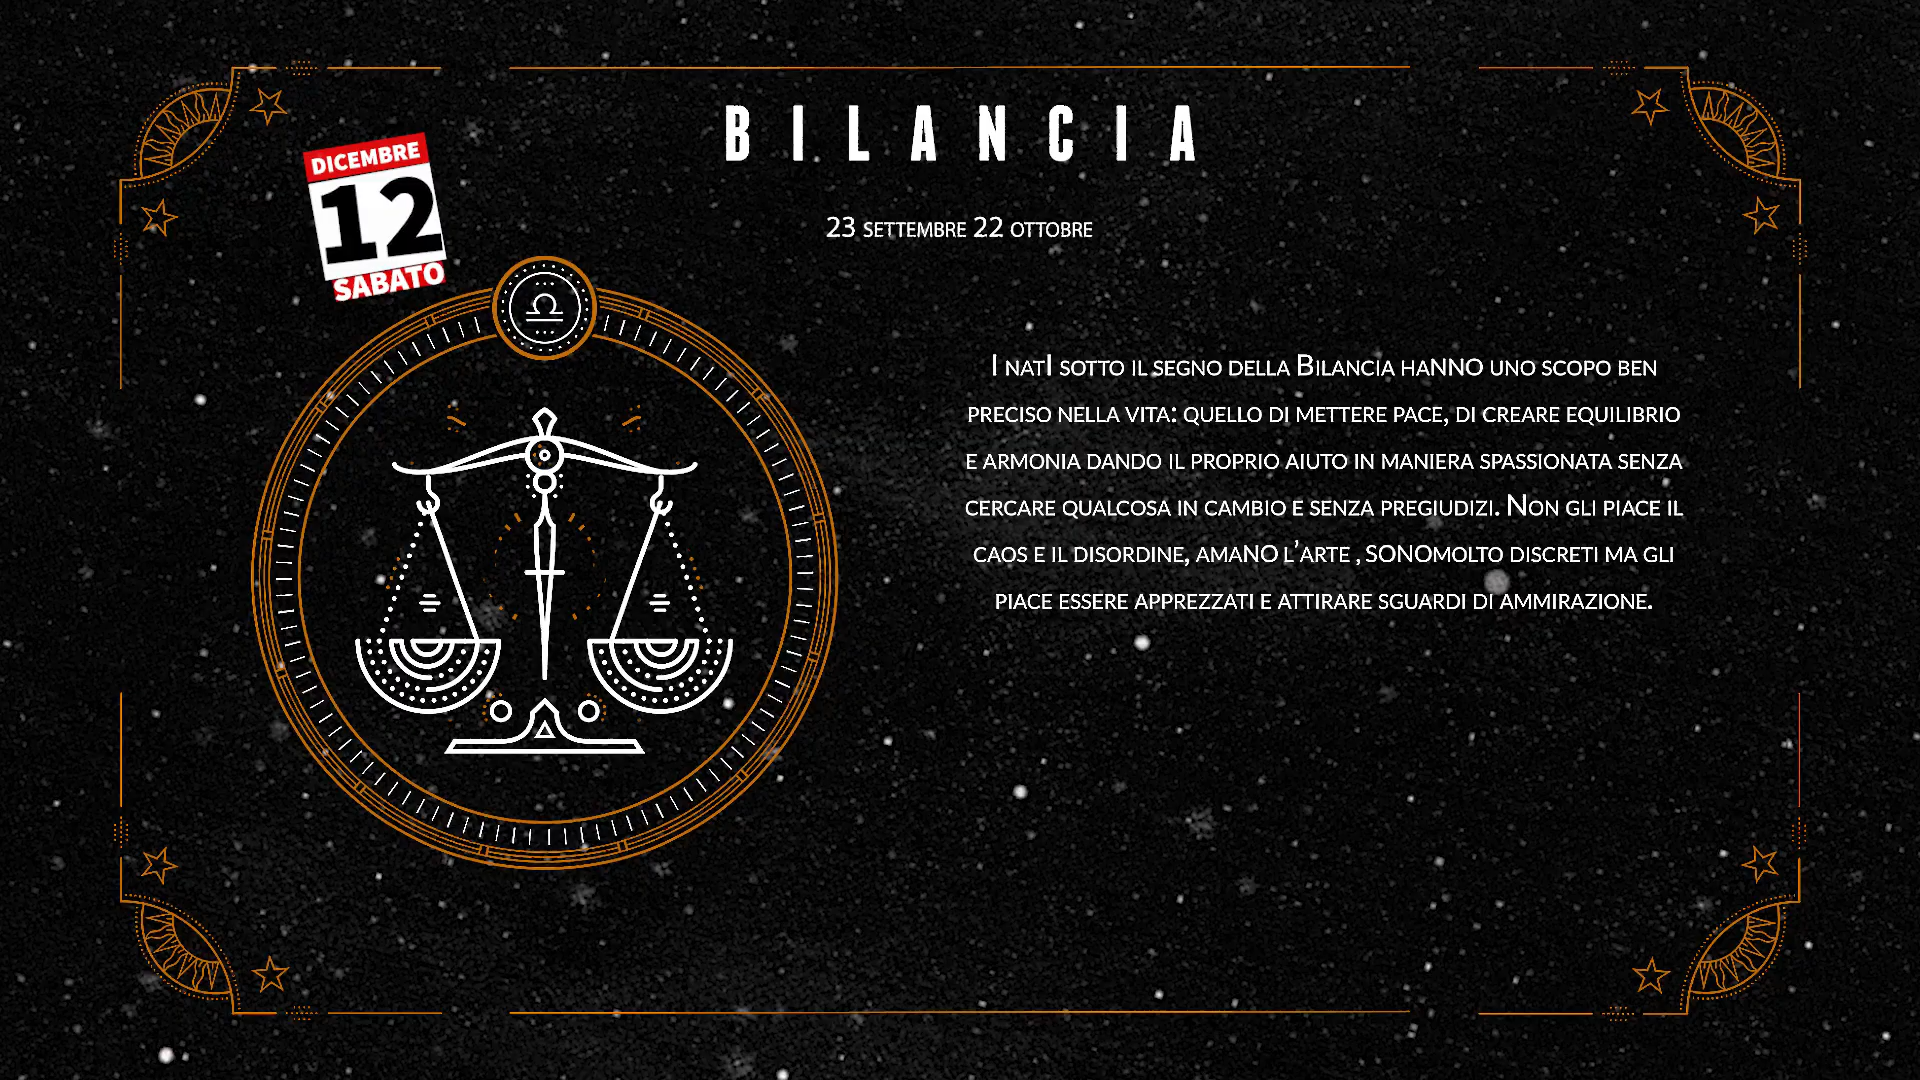 BILANCIA
DICEMBRE
12
SABATO
23 SETTEMBRE 22 OTTOBRE
I NATI SOTTO IL SEGNO DELLA BILANCIA HANNO UNO SCOPO BEN
PRECISO NELLA VITA: QUELLO DI METTERE PACE, DI CREARE EQUILIBRIO
E ARMONIA DANDO IL PROPRIO AIUTO IN MANIERA SPASSIONATA SENZA
CERCARE QUALCOSA IN CAMBIO E SENZA PREGIUDIZI. NON GLI PIACE IL
CAOS E IL DISORDINE, AMANO L'ARTE , SONOMOLTO DISCRETI MA GLI
PIACE ESSERE APPREZZATI E ATTIRARE SGUARDI DI AMMIRAZIONE.